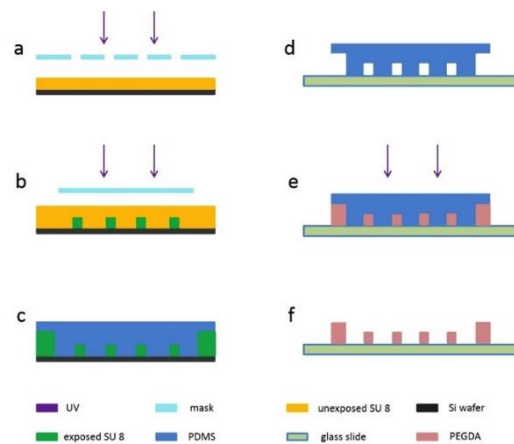 a
d
b
e
c
f
UV
mask
unexposed SU 8
Si wafer
exposed SU 8
PDMS
glass slide
PEGDA